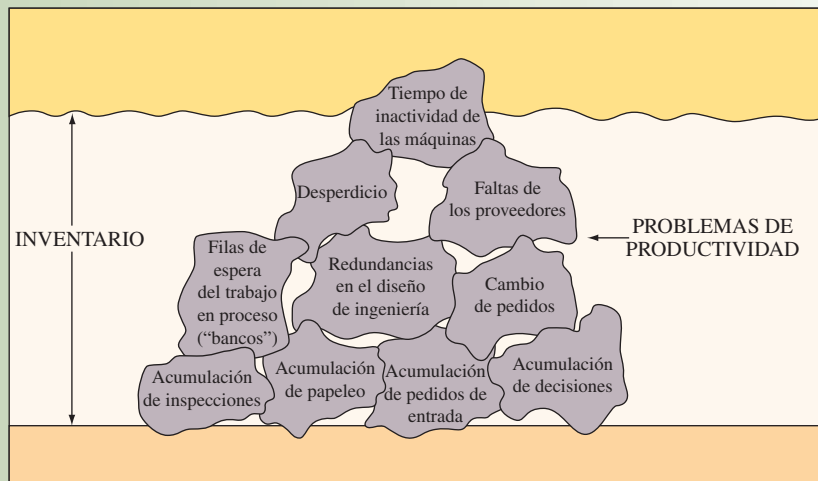 Tiempo de
inactividad de
las máquinas
Desperdicio
Faltas de
los proveedores
INVENTARIO
PROBLEMAS DE
PRODUCTIVIDAD
Filas de
espera
del trabajo
en proceso
(“bancos”)
Redundancias
en el diseño
de ingeniería
Cambio
de pedidos
Acumulación
de inspecciones
Acumulación
de papeleo
Acumulación
de pedidos de
entrada
Acumulación
de decisiones